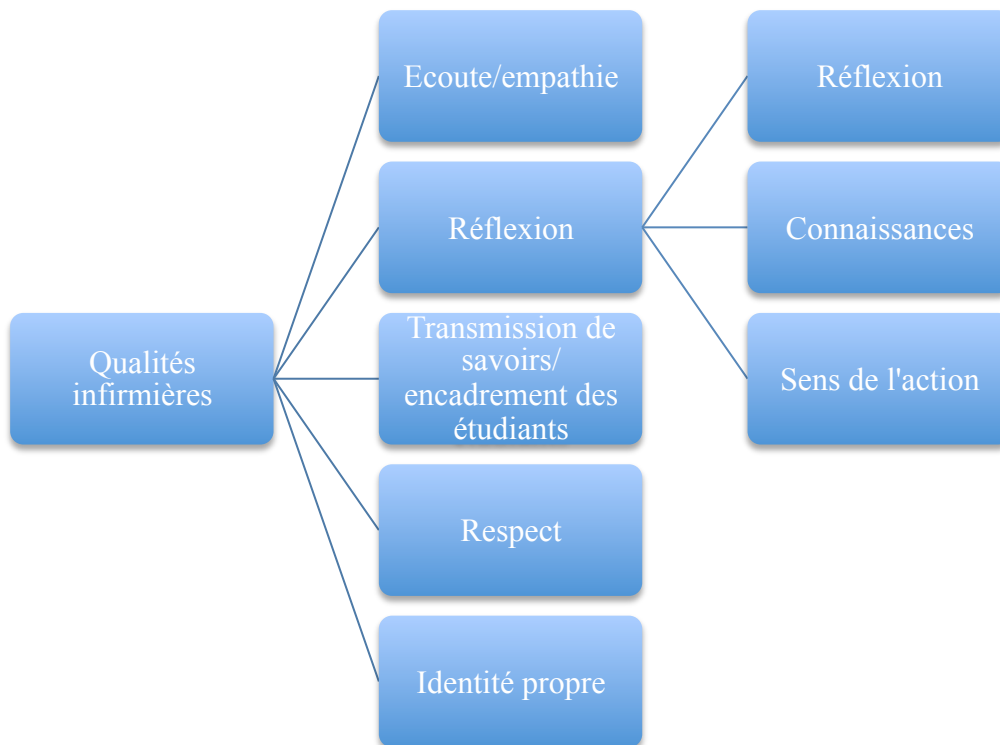 Qualités
infirmières
Ecoute/empathie
Réflexion
Transmission de
savoirs/
encadrement des
étudiants
Respect
Identité propre
Réflexion
Connaissances
Sens de l'action